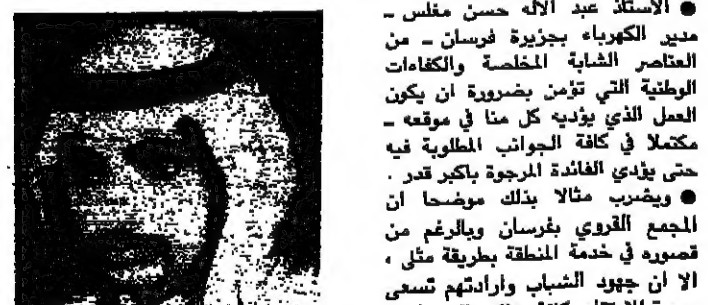 ● الاستاذ عبد الاله حسن مغلس ـ
مدير الكهرباء بجزيرة فرسان ـ من
العناصر الشابة المخلصة والكفاءات
الوطنية التي تؤمن بضرورة ان يكون
العمل الذي يؤديه كل منا في موقعه ـ
مكتملا في كافة الجوانب المطلوبة فيه
حتى يؤدي الفائدة المرجوة باكبر قدر .
● ويضرب مثالا بذلك موضحا ان
المجمع القروي بفرسان وبالرغم من
قصوره في خدمة المنطقة بطريقة مثلى ،
الا ان جهود الشباب وارادتهم تسعى